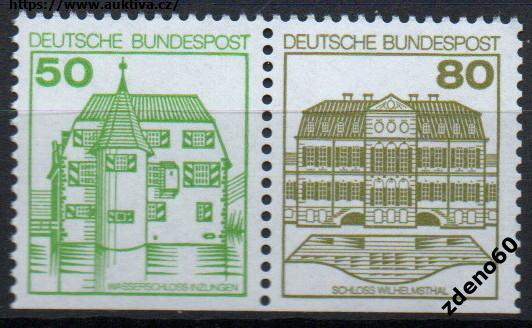 https://www.auktiva.cz/
DEUTSCHE BUNDESPOST
50
WASSERSCHLOSS INZLINGEN
DEUTSCHE BUNDESPOST
80
SCHLOSS WILHELMSTHAL
zdeno60